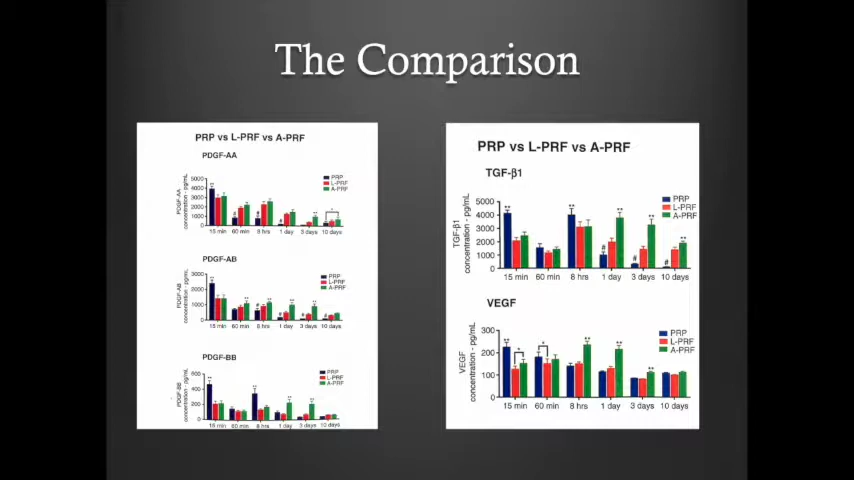 The Comparison
PRP vs L-PRF vs A-PRF
PDGF-AA
PDGF-AA
concentration - pg/mL
5000
4000
3000
2000
1000
0
PRP
L-PRF
A-PRF
** # # # **
15 min 60 min 8 hrs 1 day 3 days 10 days
PDGF-AB
PDGF-AB
concentration - pg/mL
3000
2000
1000
0
PRP
L-PRF
A-PRF
** ** # ** # ** # ** #
15 min 60 min 8 hrs 1 day 3 days 10 days
PDGF-BB
PDGF-BB
concentration - pg/mL
600
400
200
0
PRP
L-PRF
A-PRF
** ** ** **
15 min 60 min 8 hrs 1 day 3 days 10 days
PRP vs L-PRF vs A-PRF
TGF-β1
TGF-β1
concentration - pg/mL
5000
4000
3000
2000
1000
0
PRP
L-PRF
A-PRF
** ** # ** # ** # **
15 min 60 min 8 hrs 1 day 3 days 10 days
VEGF
VEGF
concentration - pg/mL
300
200
100
0
PRP
L-PRF
A-PRF
** * * ** ** **
15 min 60 min 8 hrs 1 day 3 days 10 days